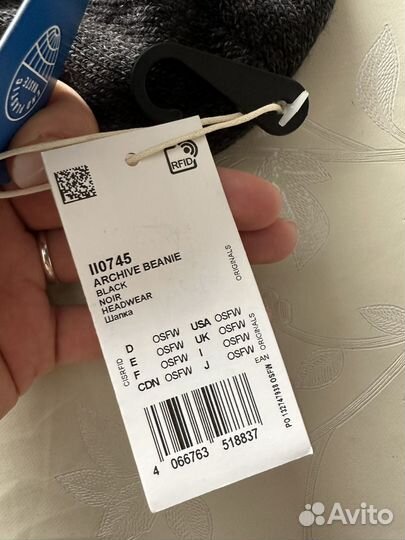 RFID
II0745
ARCHIVE BEANIE
BLACK
NOIR
HEADWEAR
Шапка
ORIGINALS
CISRFID
D OSFW USA OSFW
E OSFW UK OSFW
F OSFW I OSFW
CDN OSFW J OSFW
EAN ORIGINALS
4 066763 518837
Avito